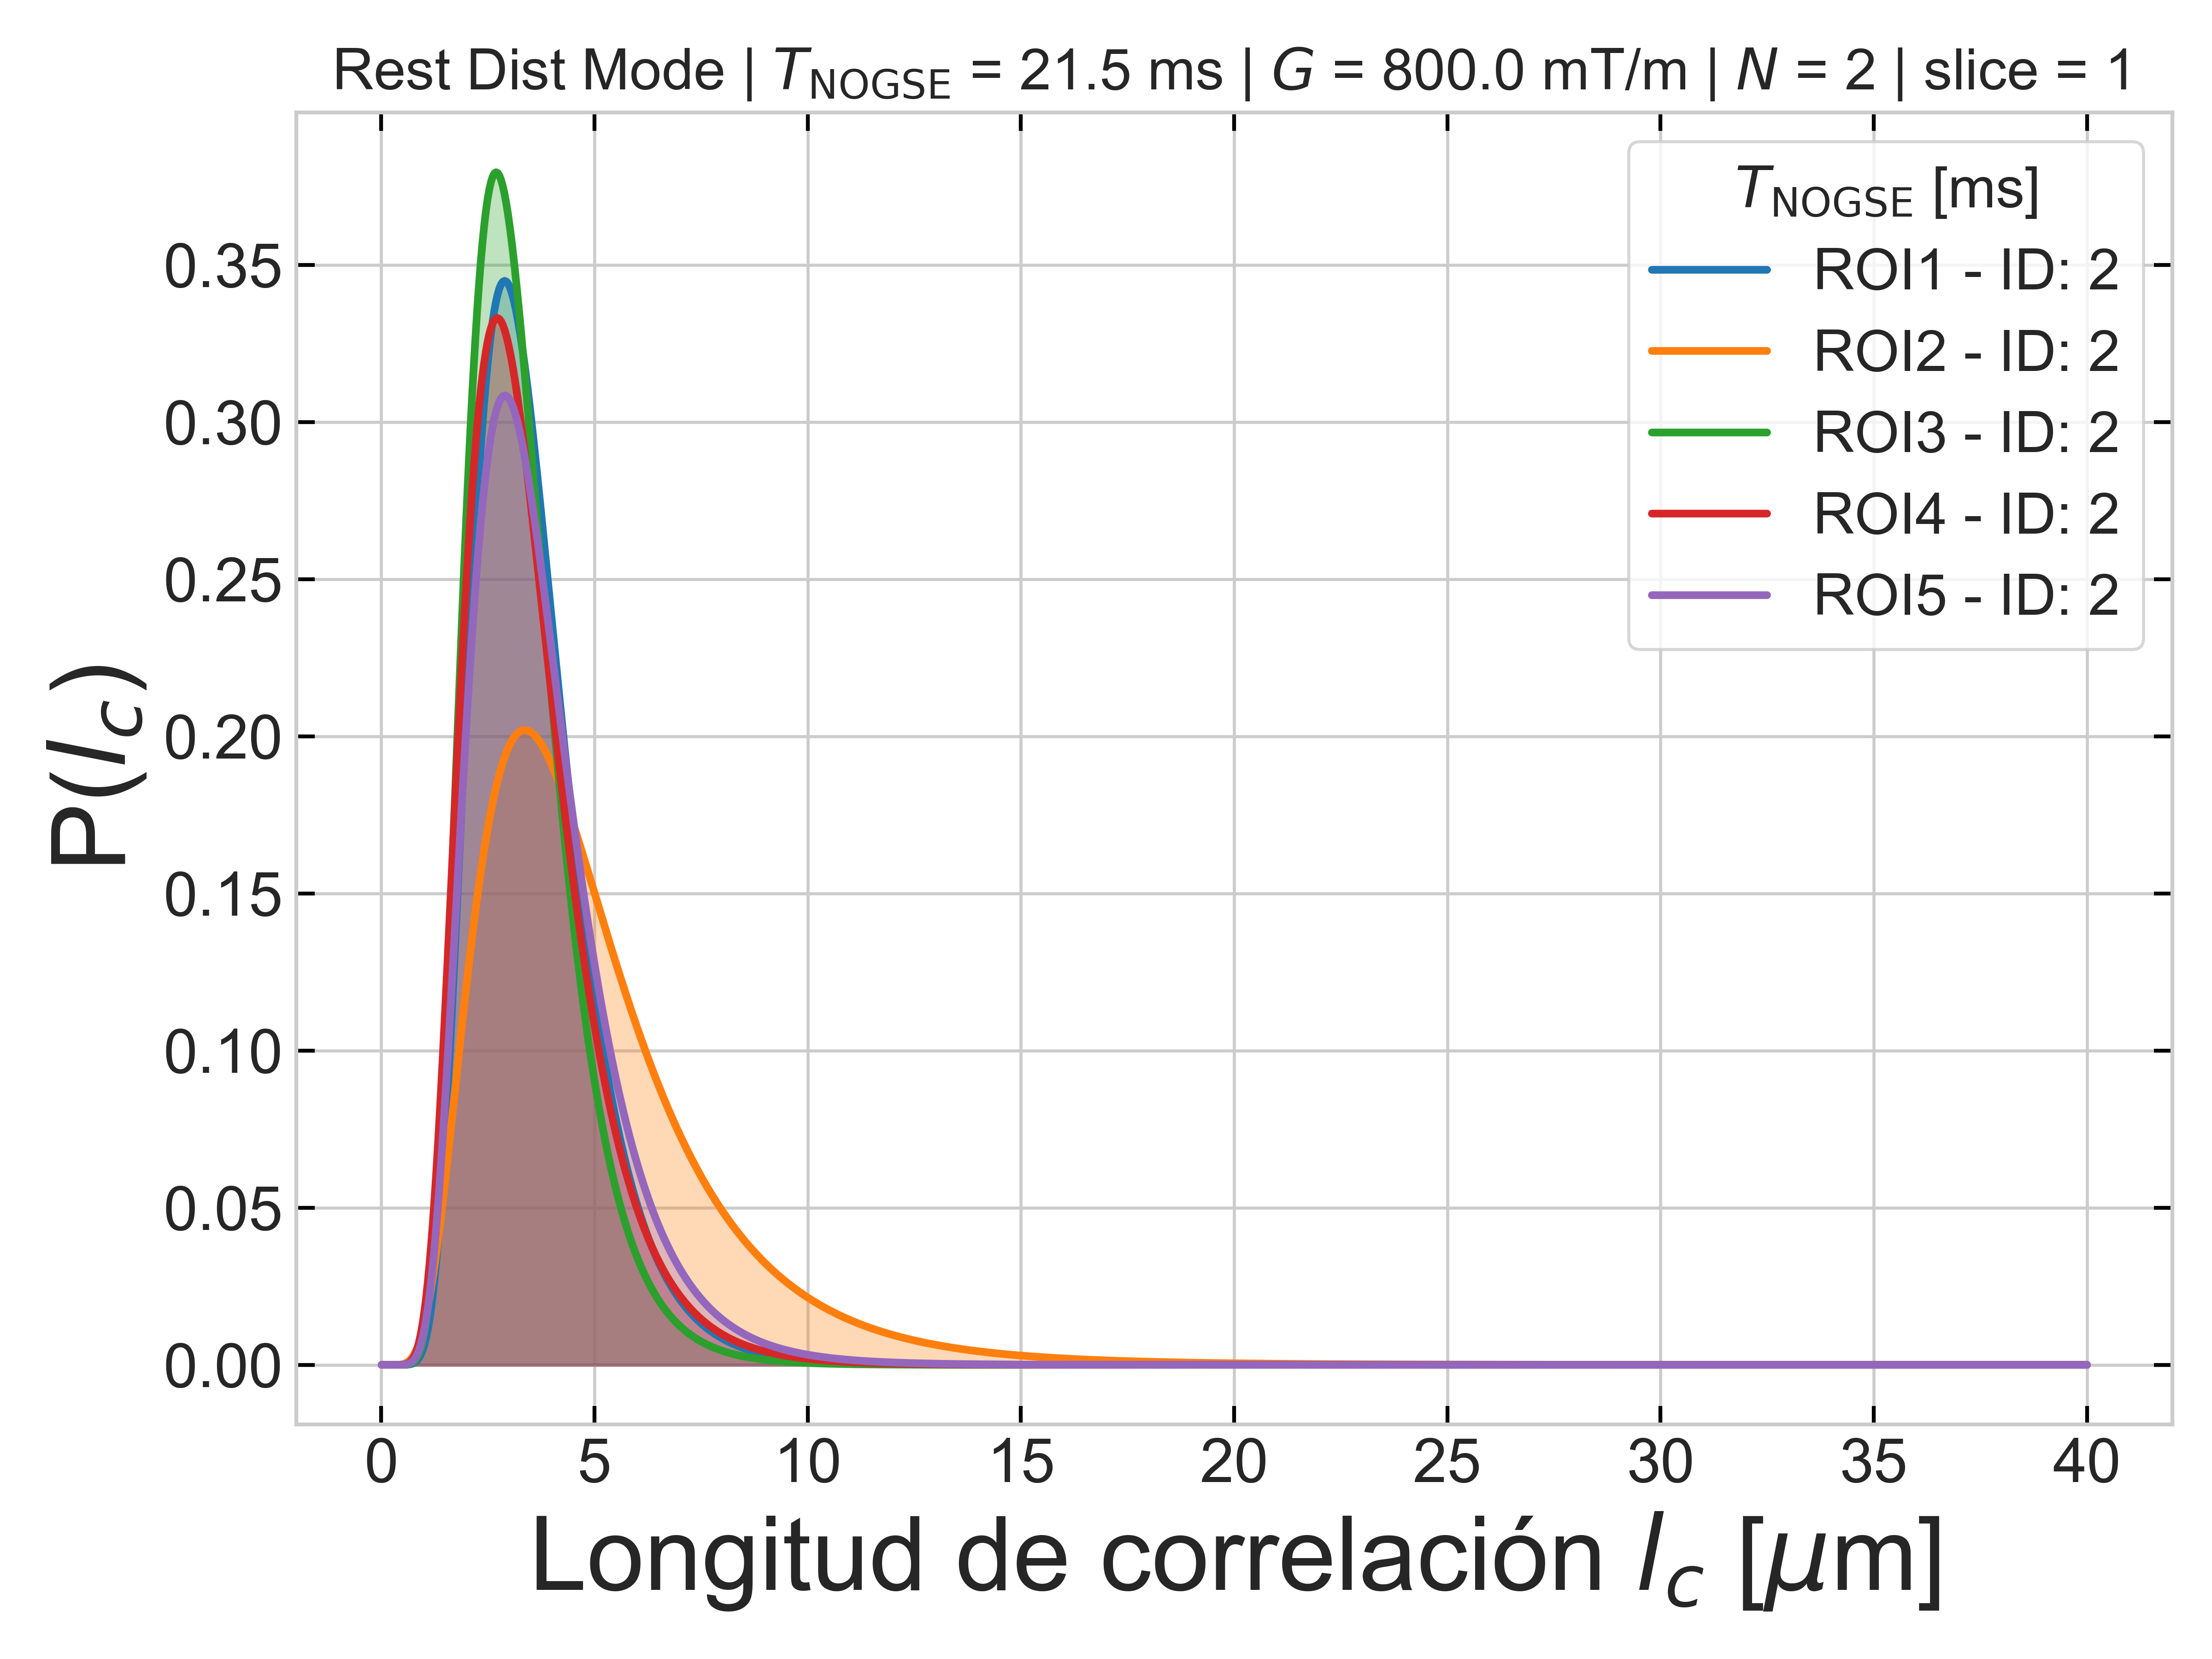 Rest Dist Mode | T_NOGSE = 21.5 ms | G = 800.0 mT/m | N = 2 | slice = 1
T_NOGSE [ms]
ROI1 - ID: 2
ROI2 - ID: 2
ROI3 - ID: 2
ROI4 - ID: 2
ROI5 - ID: 2
P(l_c)
0.35
0.30
0.25
0.20
0.15
0.10
0.05
0.00
0 5 10 15 20 25 30 35 40
Longitud de correlación l_c [μm]